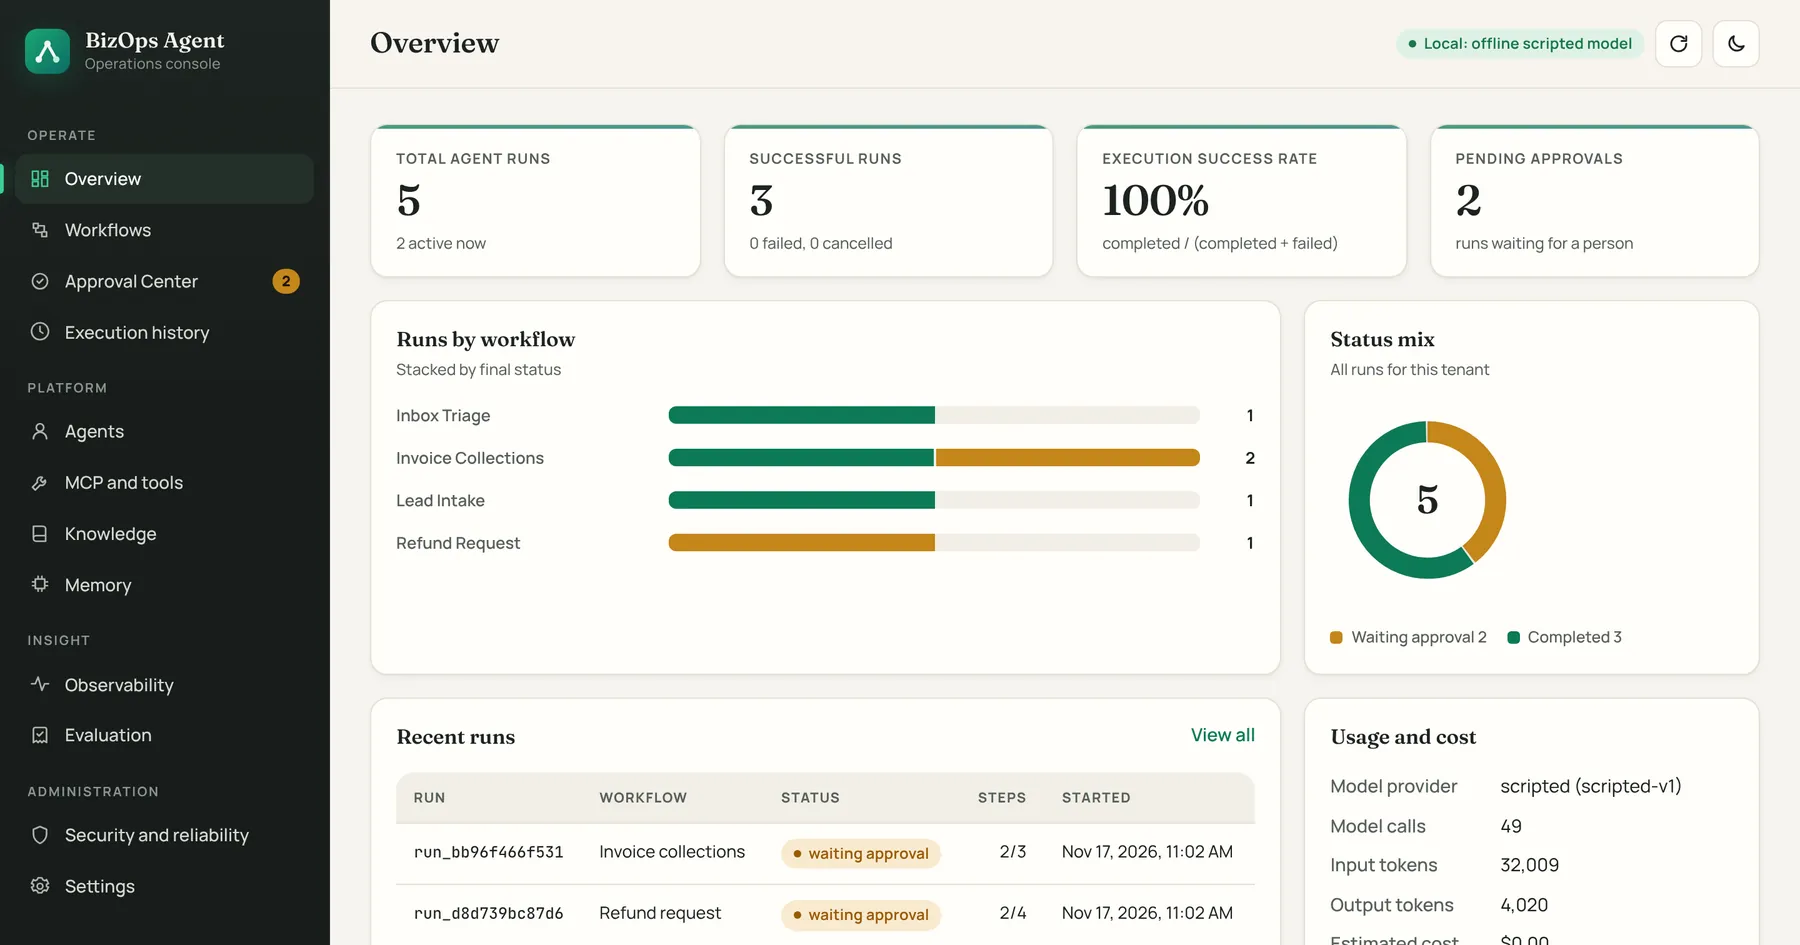 BizOps Agent
Operations console
OPERATE
Overview
Workflows
Approval Center
2
Execution history
PLATFORM
Agents
MCP and tools
Knowledge
Memory
INSIGHT
Observability
Evaluation
ADMINISTRATION
Security and reliability
Settings
Overview
Local: offline scripted model
TOTAL AGENT RUNS
5
2 active now
SUCCESSFUL RUNS
3
0 failed, 0 cancelled
EXECUTION SUCCESS RATE
100%
completed / (completed + failed)
PENDING APPROVALS
2
runs waiting for a person
Runs by workflow
Stacked by final status
Inbox Triage 1
Invoice Collections 2
Lead Intake 1
Refund Request 1
Status mix
All runs for this tenant
5
Waiting approval 2 Completed 3
Recent runs View all
RUN WORKFLOW STATUS STEPS STARTED
run_bb96f466f531 Invoice collections waiting approval 2/3 Nov 17, 2026, 11:02 AM
run_d8d739bc87d6 Refund request waiting approval 2/4 Nov 17, 2026, 11:02 AM
Usage and cost
Model provider scripted (scripted-v1)
Model calls 49
Input tokens 32,009
Output tokens 4,020
Estimated cost $0.00